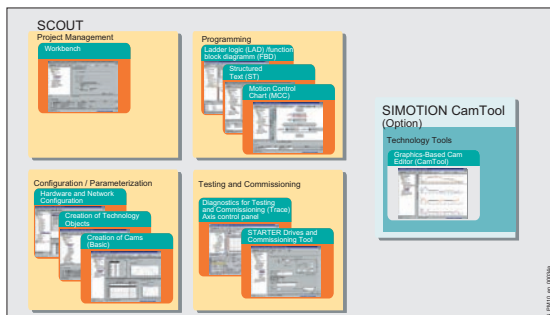 SCOUT
Project Management
Workbench
Programming
Ladder logic (LAD) /function
block diagramm (FBD)
Structured
Text (ST)
Motion Control
Chart (MCC)
Configuration / Parameterization
Hardware and Network
Configuration
Creation of Technology
Objects
Creation of Cams
(Basic)
Testing and Commissioning
Diagnostics for Testing
and Commissioning (Trace)
Axis control panel
STARTER Drives and
Commissioning Tool
SIMOTION CamTool
(Option)
Technology Tools
Graphics-Based Cam
Editor (CamTool)